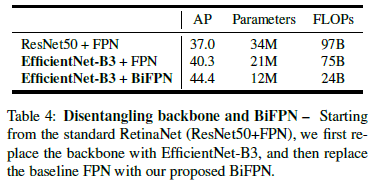 AP Parameters FLOPs
ResNet50 + FPN 37.0 34M 97B
EfficientNet-B3 + FPN 40.3 21M 75B
EfficientNet-B3 + BiFPN 44.4 12M 24B
Table 4: Disentangling backbone and BiFPN – Starting
from the standard RetinaNet (ResNet50+FPN), we first re-
place the backbone with EfficientNet-B3, and then replace
the baseline FPN with our proposed BiFPN.